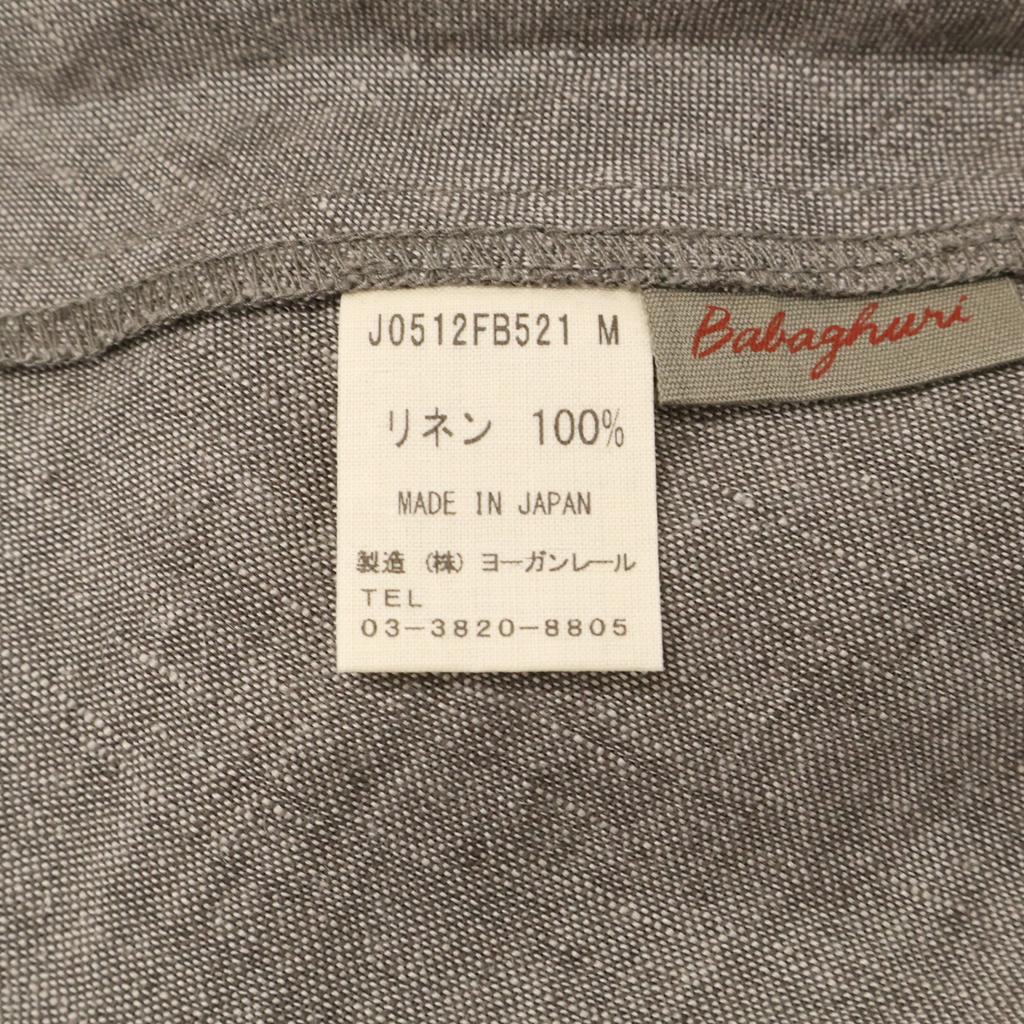 J0512FB521 M
Babaghuri
リネン 100%
MADE IN JAPAN
製造 (株) ヨーガンレール
TEL
03-3820-8805